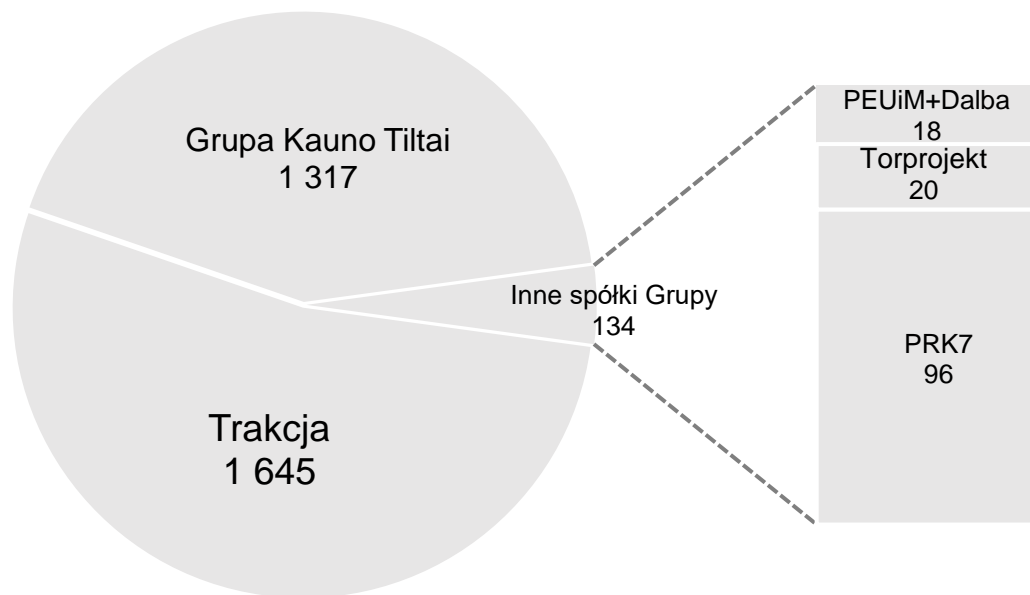 Grupa Kauno Tiltai
1 317
Inne spółki Grupy
134
Trakcja
1 645
PEUiM+Dalba
18
Torprojekt
20
PRK7
96